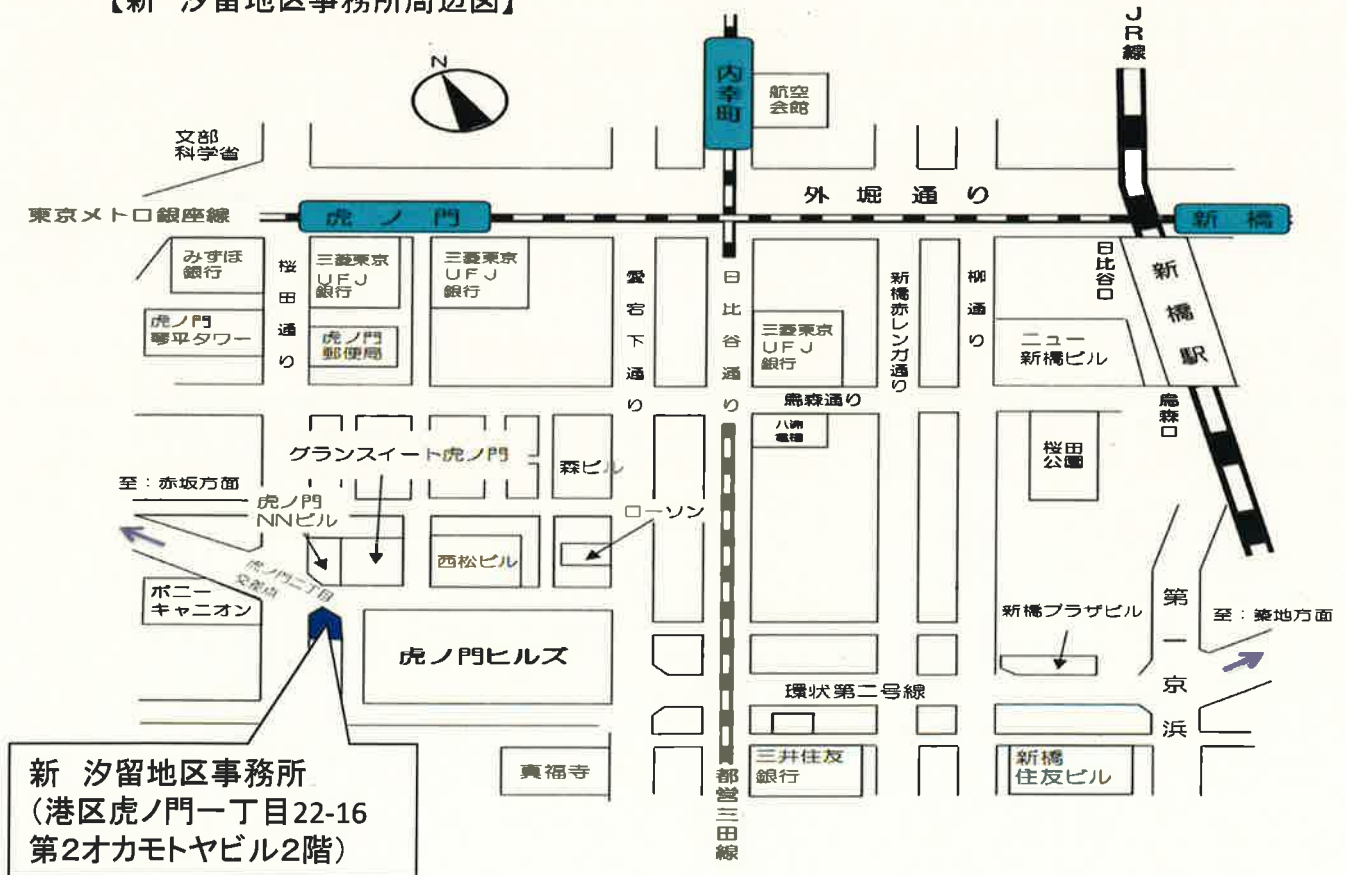 【新 汐留地区事務所周辺図】
JR線
N
内幸町
航空
会館
文部
科学省
外堀通り
東京メトロ銀座線
虎ノ門
新橋
みずほ
銀行
桜田通り
三菱東京
UFJ
銀行
三菱東京
UFJ
銀行
愛宕下通り
日比谷通り
新橋赤レンガ通り
柳通り
日比谷口
新橋駅
虎ノ門
琴平タワー
虎ノ門
郵便局
三菱東京
UFJ
銀行
ニュー
新橋ビル
烏森通り
烏森口
桜田
公園
グランスイート虎ノ門
森ビル
至：赤坂方面
虎ノ門
NNビル
ローソン
西松ビル
虎ノ門二丁目
交差点
ポニー
キャニオン
新橋プラザビル
第一京浜
至：築地方面
虎ノ門ヒルズ
環状第二号線
真福寺
都営三田線
三井住友
銀行
新橋
住友ビル
新 汐留地区事務所
(港区虎ノ門一丁目22-16
第2オカモトヤビル2階)